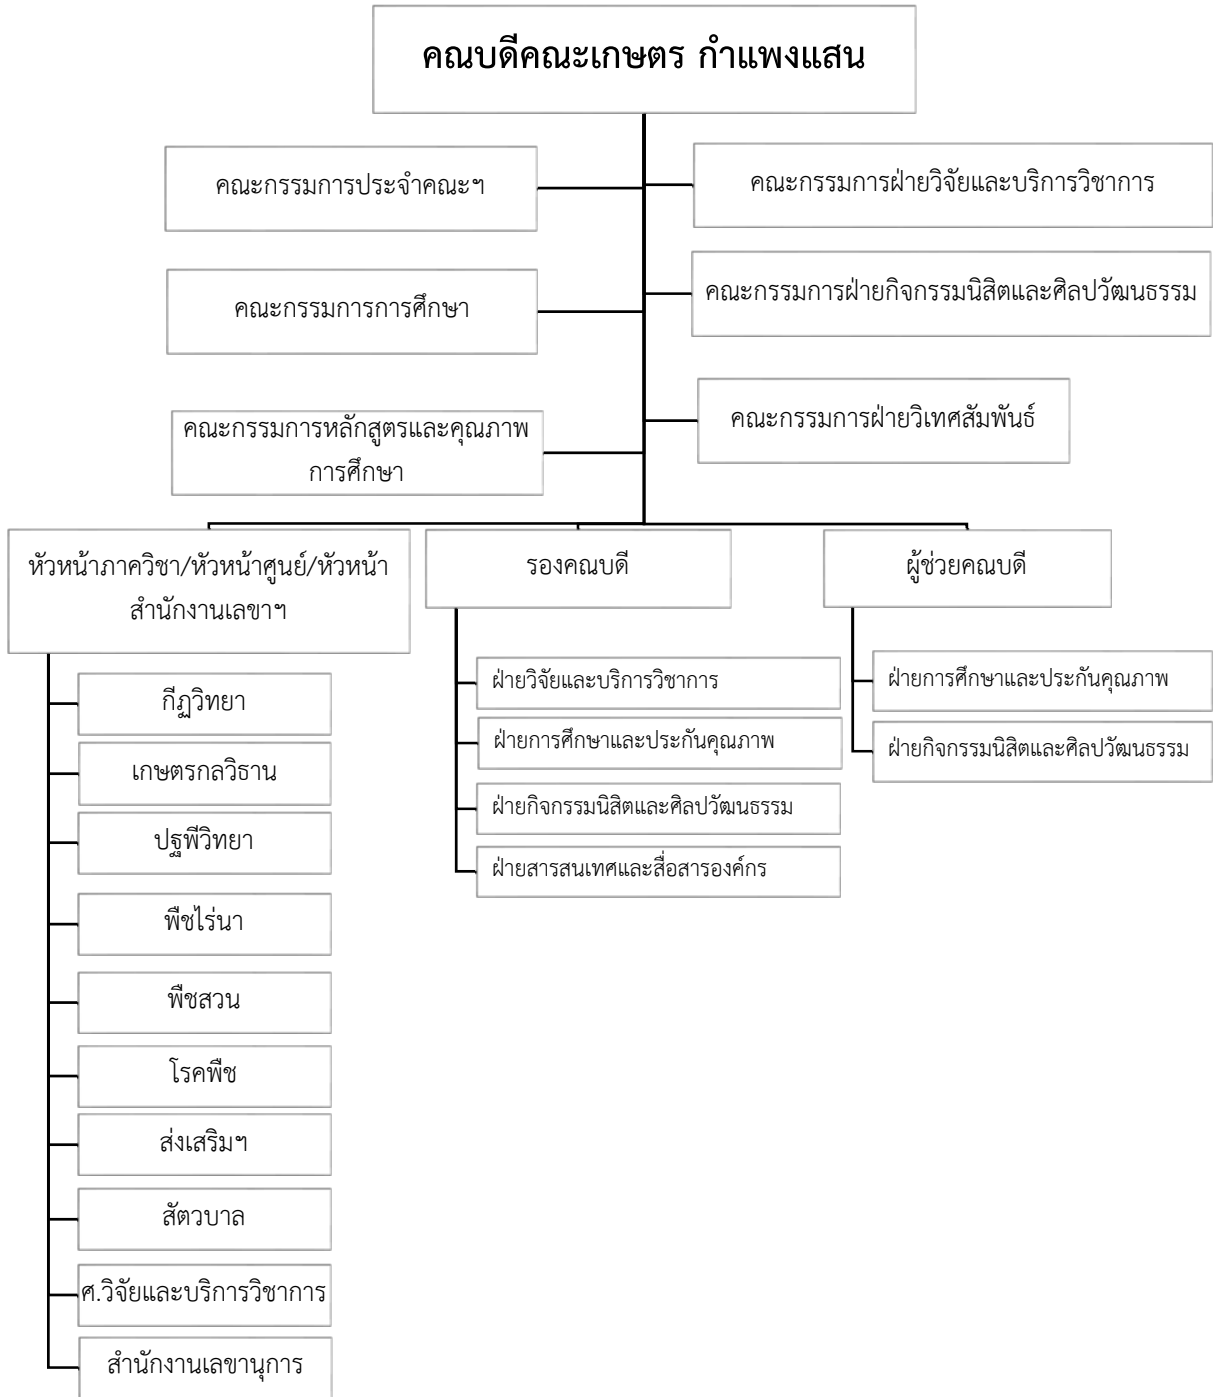 คณบดีคณะเกษตร กำแพงแสน
คณะกรรมการประจำคณะฯ
คณะกรรมการฝ่ายวิจัยและบริการวิชาการ
คณะกรรมการการศึกษา
คณะกรรมการฝ่ายกิจกรรมนิสิตและศิลปวัฒนธรรม
คณะกรรมการหลักสูตรและคุณภาพ
การศึกษา
คณะกรรมการฝ่ายวิเทศสัมพันธ์
หัวหน้าภาควิชา/หัวหน้าศูนย์/หัวหน้า
สำนักงานเลขาฯ
กีฏวิทยา
เกษตรกลวิธาน
ปฐพีวิทยา
พืชไร่นา
พืชสวน
โรคพืช
ส่งเสริมฯ
สัตวบาล
ศ.วิจัยและบริการวิชาการ
สำนักงานเลขานุการ
รองคณบดี
ฝ่ายวิจัยและบริการวิชาการ
ฝ่ายการศึกษาและประกันคุณภาพ
ฝ่ายกิจกรรมนิสิตและศิลปวัฒนธรรม
ฝ่ายสารสนเทศและสื่อสารองค์กร
ผู้ช่วยคณบดี
ฝ่ายการศึกษาและประกันคุณภาพ
ฝ่ายกิจกรรมนิสิตและศิลปวัฒนธรรม